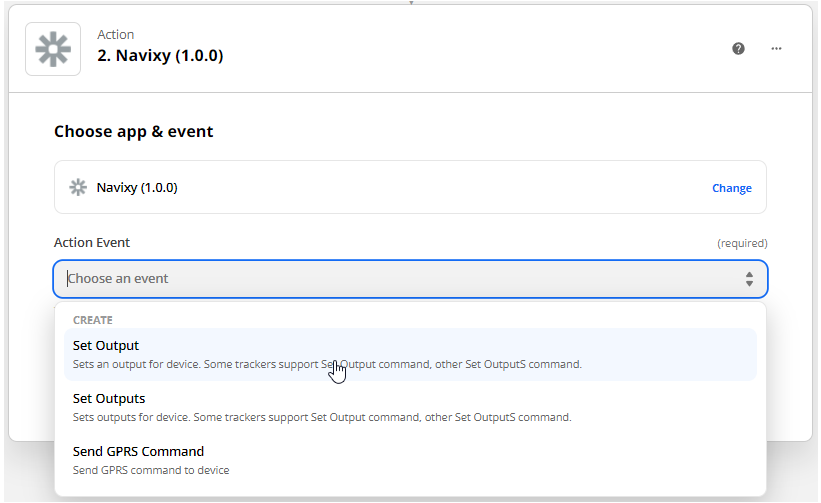 Action
2. Navixy (1.0.0)
Choose app & event
Navixy (1.0.0)
Change
Action Event
(required)
Choose an event
CREATE
Set Output
Sets an output for device. Some trackers support Set Output command, other Set OutputS command.
Set Outputs
Sets outputs for device. Some trackers support Set Output command, other Set OutputS command.
Send GPRS Command
Send GPRS command to device